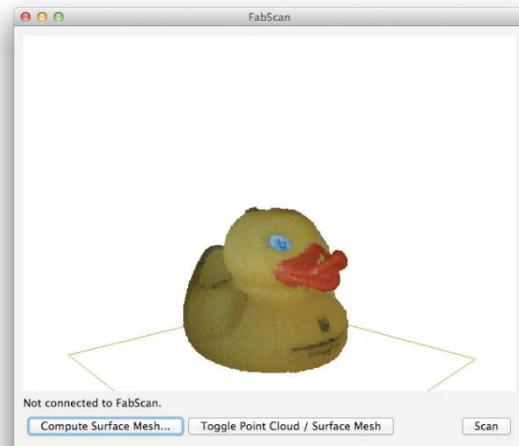 FabScan
Not connected to FabScan.
Compute Surface Mesh... Toggle Point Cloud / Surface Mesh Scan